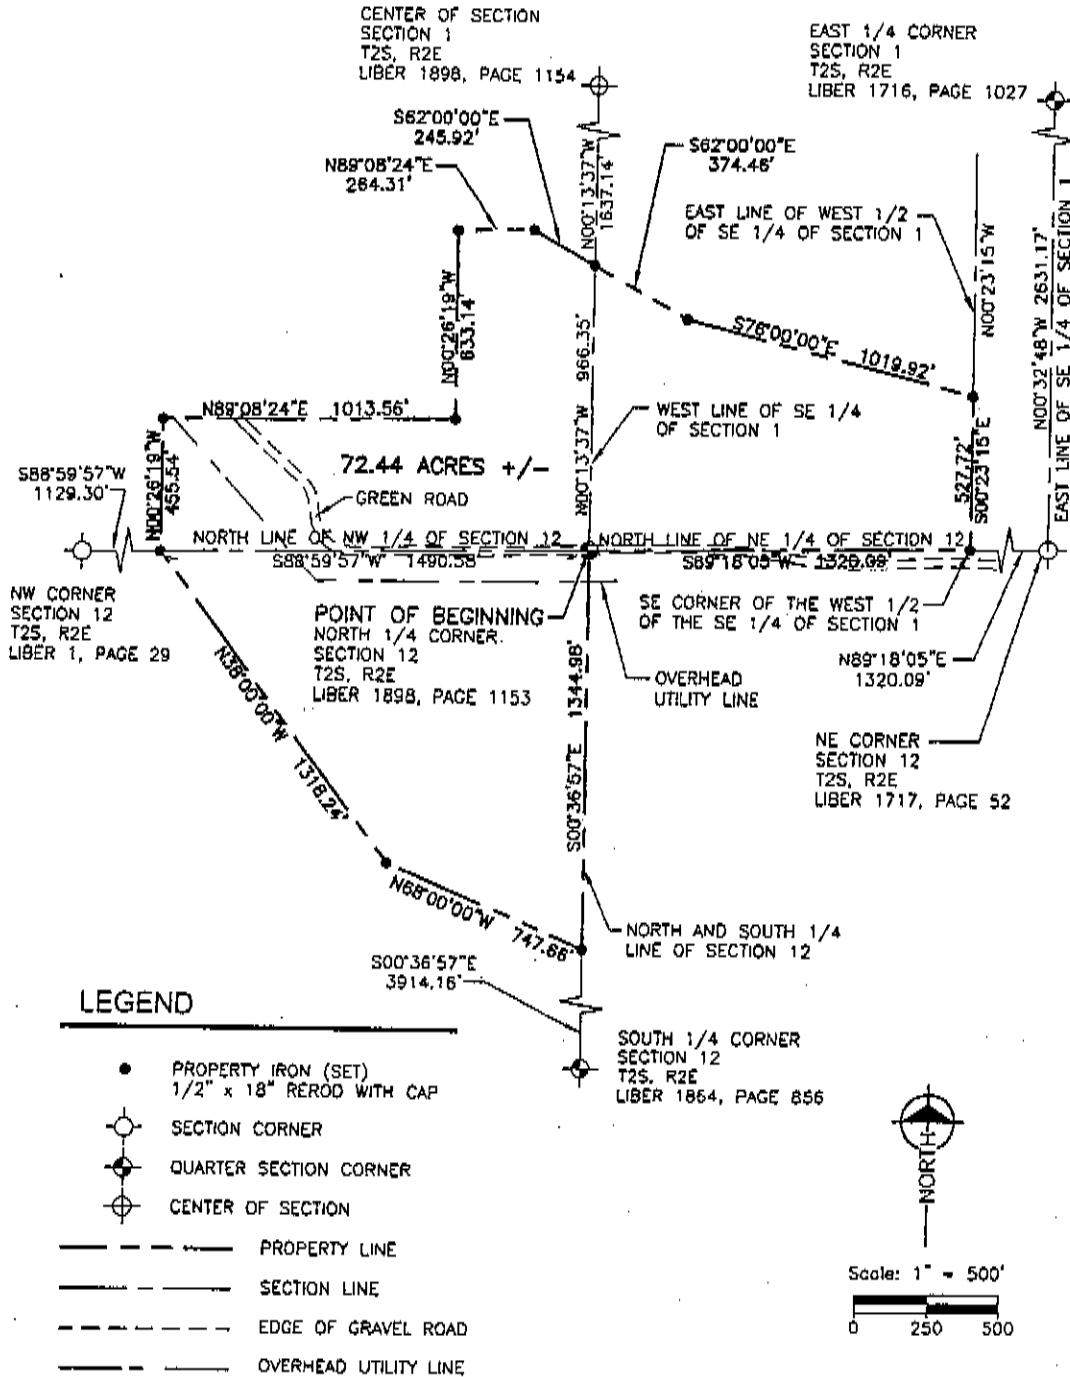 CENTER OF SECTION
SECTION 1
T2S, R2E
LIBER 1898, PAGE 1154
EAST 1/4 CORNER
SECTION 1
T2S, R2E
LIBER 1716, PAGE 1027
S62°00'00"E
245.92'
N89°08'24"E
264.31'
N00°13'37"W
1637.14'
S62°00'00"E
374.46'
EAST LINE OF WEST 1/2
OF SE 1/4 OF SECTION 1
N00°23'15"W
N00°32'48"W 2631.17'
EAST LINE OF SE 1/4 OF SECTION 1
N00°26'19"W
633.14'
S76°00'00"E 1019.92'
N00°13'37"W 966.35'
N89°08'24"E 1013.56'
WEST LINE OF SE 1/4
OF SECTION 1
72.44 ACRES +/-
GREEN ROAD
S88°59'57"W
1129.30'
N00°26'19"W
455.54'
527.72'
S00°23'15"E
NORTH LINE OF NW 1/4 OF SECTION 12
S88°59'57"W 1490.58'
NORTH LINE OF NE 1/4 OF SECTION 12
S89°18'05"W 1320.09'
NW CORNER
SECTION 12
T2S, R2E
LIBER 1, PAGE 29
POINT OF BEGINNING
NORTH 1/4 CORNER
SECTION 12
T2S, R2E
LIBER 1898, PAGE 1153
SE CORNER OF THE WEST 1/2
OF THE SE 1/4 OF SECTION 1
N89°18'05"E
1320.09'
OVERHEAD
UTILITY LINE
NE CORNER
SECTION 12
T2S, R2E
LIBER 1717, PAGE 52
N38°00'00"W 1318.24'
S00°36'57"E 1344.98'
N68°00'00"W 747.66'
NORTH AND SOUTH 1/4
LINE OF SECTION 12
S00°36'57"E
3914.16'
SOUTH 1/4 CORNER
SECTION 12
T2S, R2E
LIBER 1864, PAGE 856
LEGEND
PROPERTY IRON (SET)
1/2" x 18" REROD WITH CAP
SECTION CORNER
QUARTER SECTION CORNER
CENTER OF SECTION
PROPERTY LINE
SECTION LINE
EDGE OF GRAVEL ROAD
OVERHEAD UTILITY LINE
NORTH
Scale: 1" = 500'
0 250 500